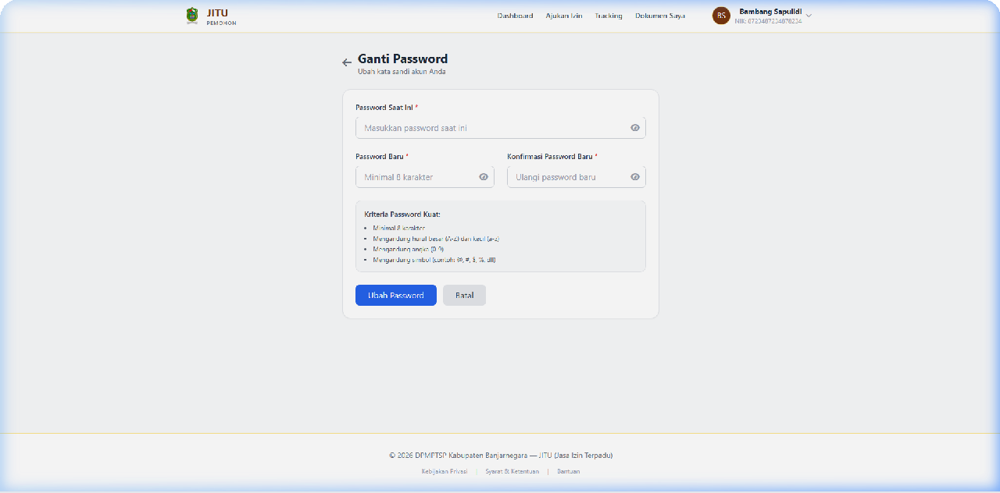 JITU
PEMOHON
Dashboard
Ajukan Izin
Tracking
Dokumen Saya
BS
Bambang Sapulidi
Ganti Password
Ubah kata sandi akun Anda
Password Saat Ini *
Masukkan password saat ini
Password Baru *
Konfirmasi Password Baru *
Minimal 8 karakter
Ulangi password baru
Kriteria Password Kuat:
• Minimal 8 karakter
• Mengandung huruf besar (A-Z) dan kecil (a-z)
• Mengandung angka (0-9)
• Mengandung simbol (contoh: @, #, $, %, dll)
Ubah Password
Batal
© 2026 DPMPTSP Kabupaten Banjarnegara — JITU (Jasa Izin Terpadu)
Kebijakan Privasi | Syarat & Ketentuan | Bantuan